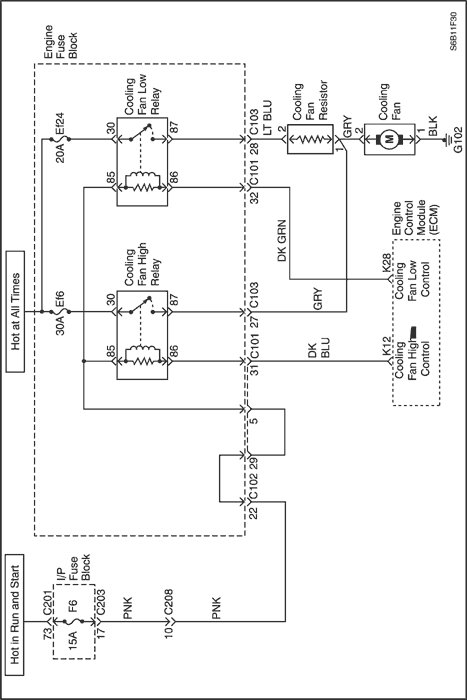 S6B11F30
Engine
Fuse
Block
Hot at All Times
Ef24
20A
Cooling
Fan Low
Relay
30
87
85
86
C103
28
LT BLU
2
Cooling
Fan
Resistor
1
GRY
2
Cooling
Fan
M
1
BLK
G102
C101
32
DK GRN
Ef6
30A
Cooling
Fan High
Relay
30
87
85
86
C103
27
GRY
C101
31
DK
BLU
Engine
Control
Module
(ECM)
K28
Cooling
Fan Low
Control
K12
Cooling
Fan High
Control
5
29
C102
22
Hot in Run and Start
C201
73
I/P
Fuse
Block
F6
15A
C203
17
PNK
C208
10
PNK